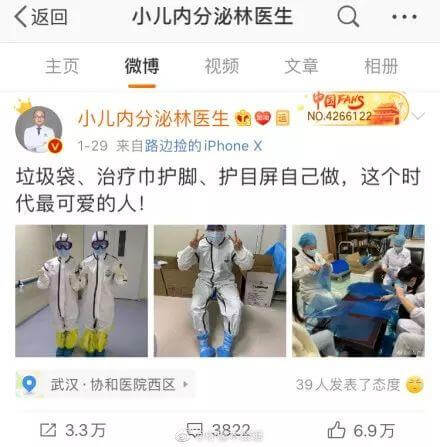 返回
小儿内分泌林医生
主页 微博 视频 文章 相册
小儿内分泌林医生
中国FANS
NO.4266122
1-29 来自路边捡的iPhone X
垃圾袋、治疗巾护脚、护目屏自己做，这个时
代最可爱的人！
武汉·协和医院西区
39人发表了态度
3.3万
3822
6.9万